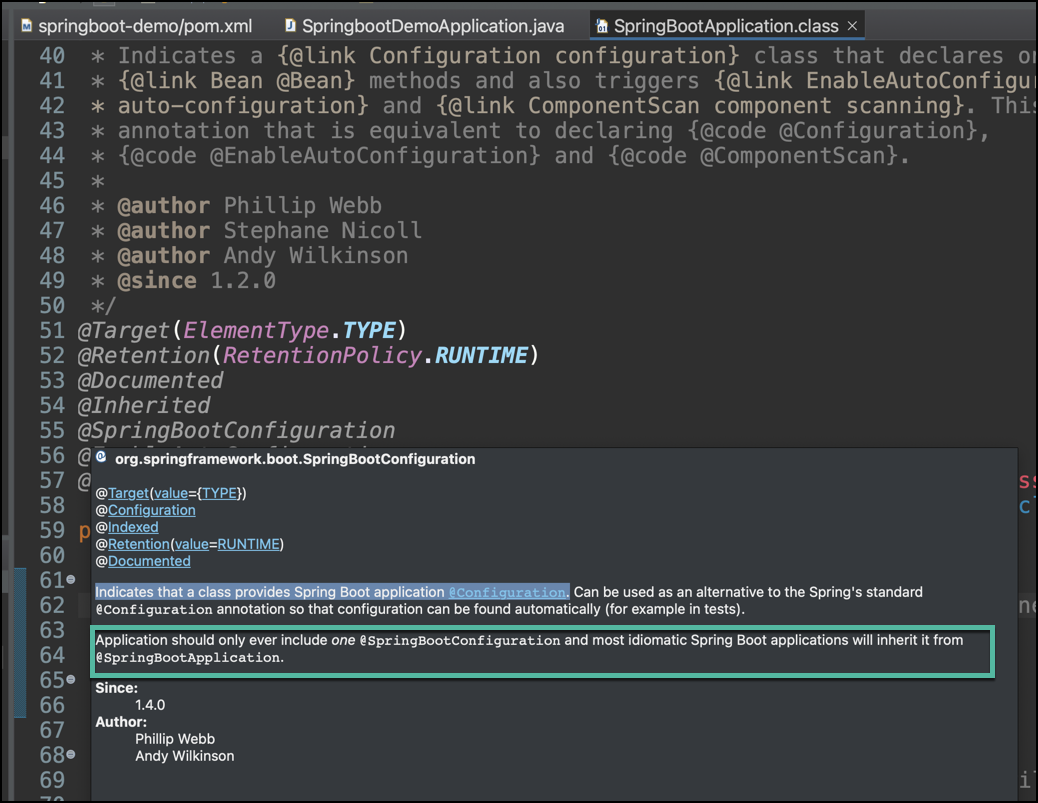 springboot-demo/pom.xml SpringbootDemoApplication.java SpringBootApplication.class
40 * Indicates a {@link Configuration configuration} class that declares
41 * {@link Bean @Bean} methods and also triggers {@link EnableAutoConfigur
42 * auto-configuration} and {@link ComponentScan component scanning}. This
43 * annotation that is equivalent to declaring {@code @Configuration},
44 * {@code @EnableAutoConfiguration} and {@code @ComponentScan}.
45 *
46 * @author Phillip Webb
47 * @author Stephane Nicoll
48 * @author Andy Wilkinson
49 * @since 1.2.0
50 */
51 @Target(ElementType.TYPE)
52 @Retention(RetentionPolicy.RUNTIME)
53 @Documented
54 @Inherited
55 @SpringBootConfiguration
56 @
57 @
58
59 p
60
61
62
63
64
65
66
67
68
69
org.springframework.boot.SpringBootConfiguration
@Target(value={TYPE})
@Configuration
@Indexed
@Retention(value=RUNTIME)
@Documented
Indicates that a class provides Spring Boot application @Configuration. Can be used as an alternative to the Spring's standard
@Configuration annotation so that configuration can be found automatically (for example in tests).
Application should only ever include one @SpringBootConfiguration and most idiomatic Spring Boot applications will inherit it from
@SpringBootApplication.
Since:
1.4.0
Author:
Phillip Webb
Andy Wilkinson